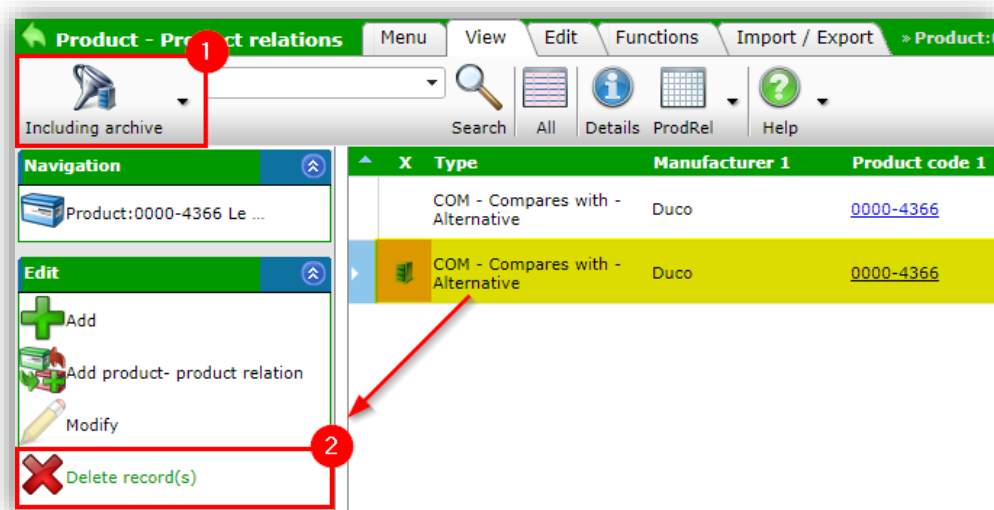 Product - Product relations
Menu
View
Edit
Functions
Import / Export
» Product:
1
Including archive
Search
All
Details
ProdRel
Help
Navigation
Product:0000-4366 Le ...
Edit
Add
Add product- product relation
Modify
2
Delete record(s)
X Type Manufacturer 1 Product code 1
COM - Compares with -
Alternative
Duco
0000-4366
COM - Compares with -
Alternative
Duco
0000-4366